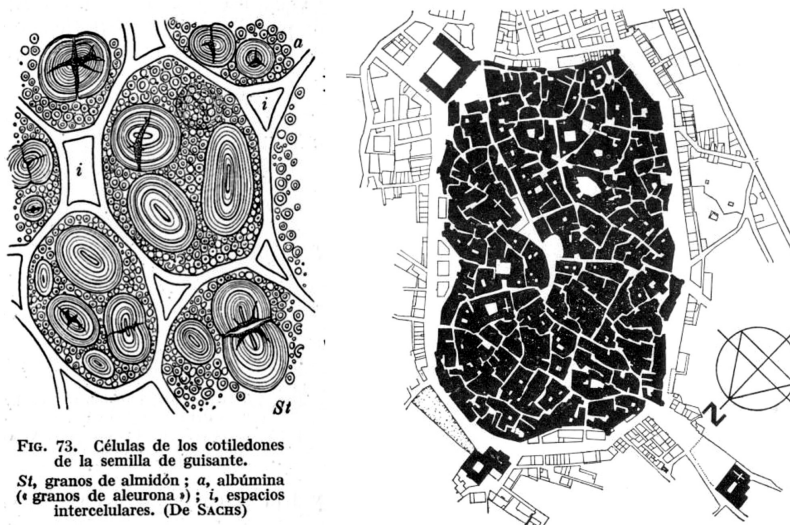 a
i
i
St
FIG. 73. Células de los cotiledones
de la semilla de guisante.
St, granos de almidón ; a, albúmina
(« granos de aleurona ») ; i, espacios
intercelulares. (De SACHS)
N